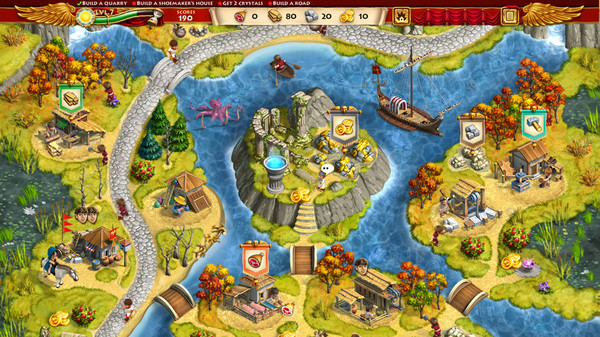 BUILD A QUARRY BUILD A SHOEMAKER'S HOUSE GET 2 CRYSTALS BUILD A ROAD
LVL 7
SCORES
190
0 80 20 10